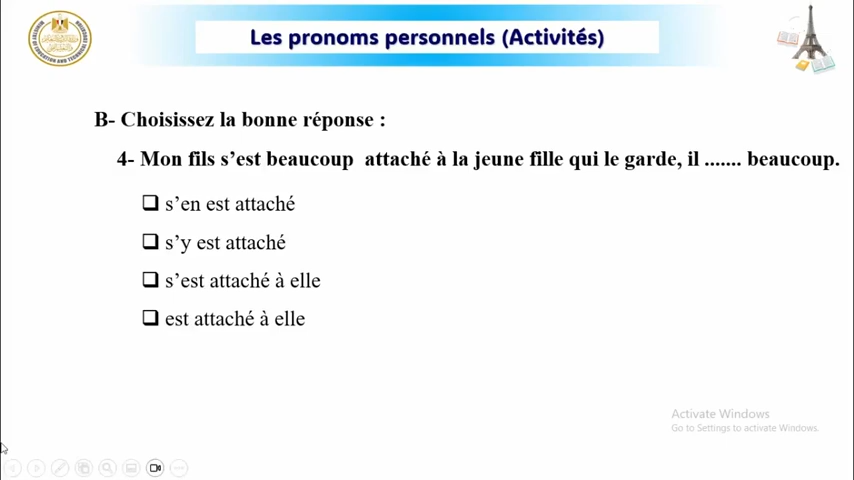 Les pronoms personnels (Activités)
B- Choisissez la bonne réponse :
4- Mon fils s’est beaucoup attaché à la jeune fille qui le garde, il ....... beaucoup.
s’en est attaché
s’y est attaché
s’est attaché à elle
est attaché à elle
Activate Windows
Go to Settings to activate Windows.